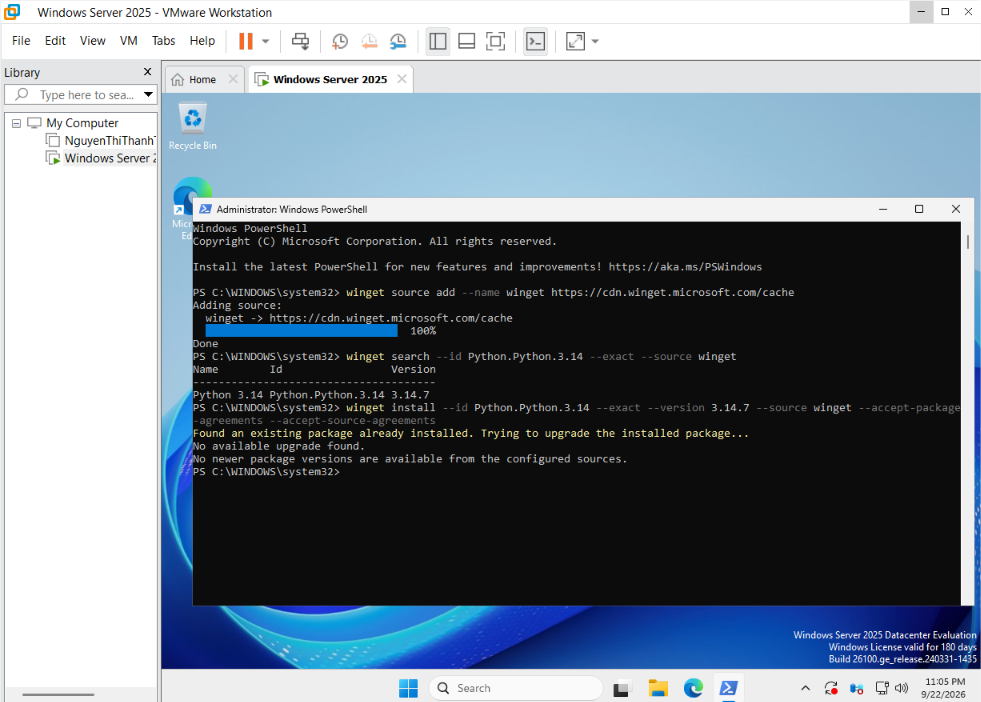 Windows Server 2025 - VMware Workstation
File Edit View VM Tabs Help
Library
Type here to sea...
My Computer
NguyenThiThanh
Windows Server 2
Home
Windows Server 2025
Recycle Bin
Administrator: Windows PowerShell
Windows PowerShell
Copyright (C) Microsoft Corporation. All rights reserved.
Install the latest PowerShell for new features and improvements! https://aka.ms/PSWindows
PS C:\WINDOWS\system32> winget source add --name winget https://cdn.winget.microsoft.com/cache
Adding source:
winget -> https://cdn.winget.microsoft.com/cache
100%
Done
PS C:\WINDOWS\system32> winget search --id Python.Python.3.14 --exact --source winget
Name Id Version
------------------------------------
Python 3.14 Python.Python.3.14 3.14.7
PS C:\WINDOWS\system32> winget install --id Python.Python.3.14 --exact --version 3.14.7 --source winget --accept-package
-agreements --accept-source-agreements
Found an existing package already installed. Trying to upgrade the installed package...
No available upgrade found.
No newer package versions are available from the configured sources.
PS C:\WINDOWS\system32>
Windows Server 2025 Datacenter Evaluation
Windows License valid for 180 days
Build 26100.ge_release.240331-1435
Search
11:05 PM
9/22/2026